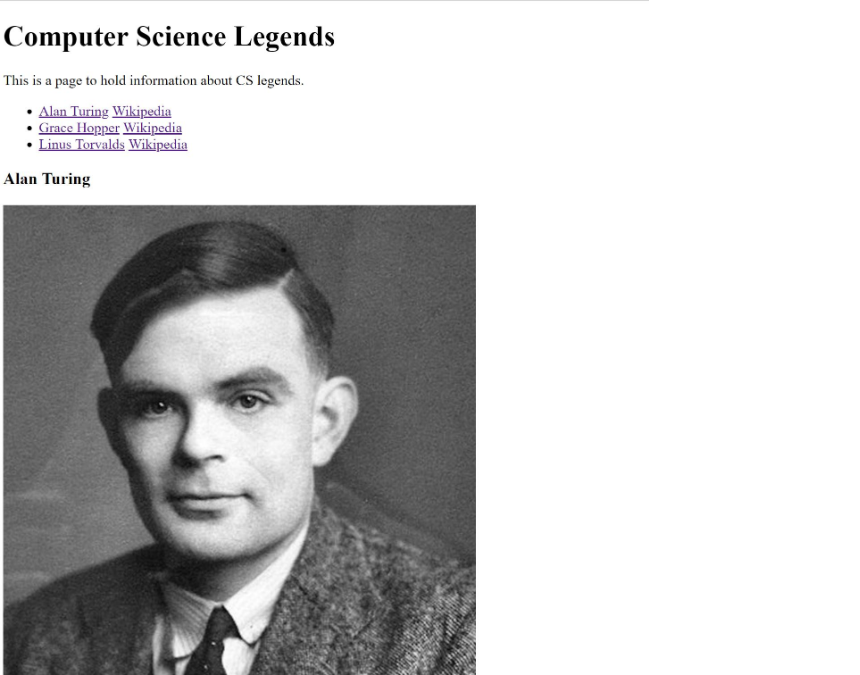 Computer Science Legends
This is a page to hold information about CS legends.
Alan Turing Wikipedia
Grace Hopper Wikipedia
Linus Torvalds Wikipedia
Alan Turing